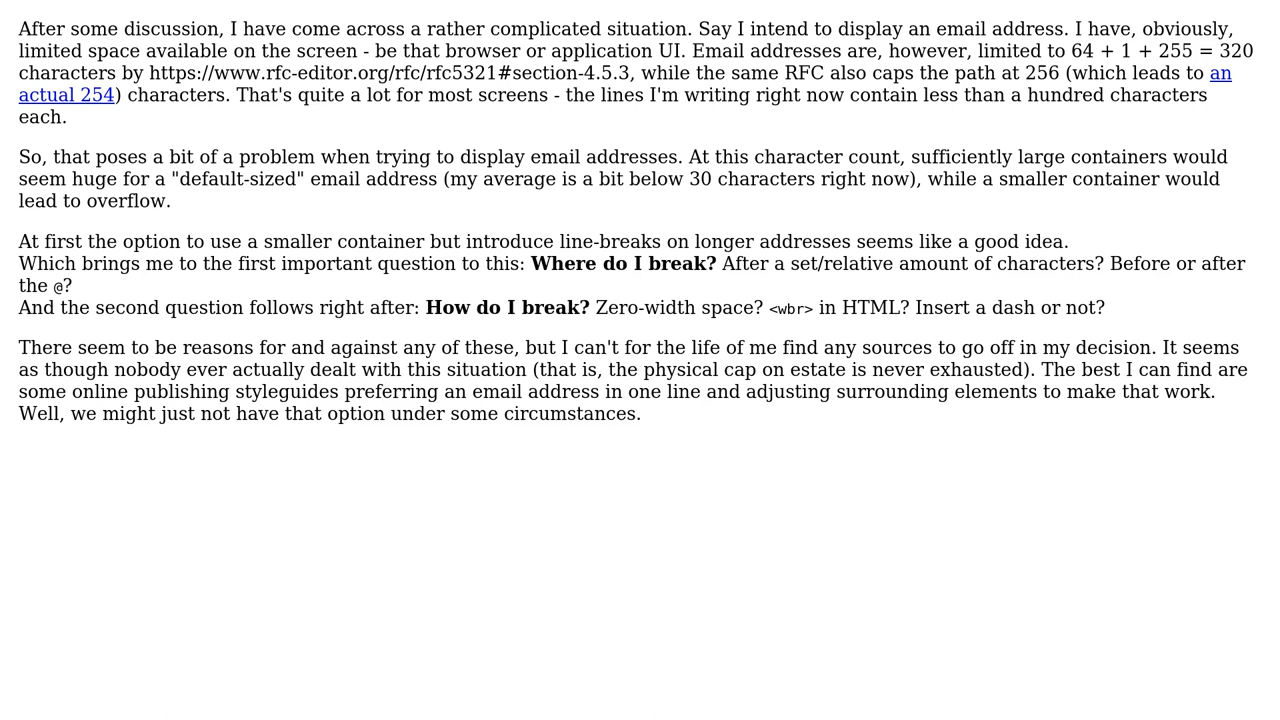 After some discussion, I have come across a rather complicated situation. Say I intend to display an email address. I have, obviously,
limited space available on the screen - be that browser or application UI. Email addresses are, however, limited to 64 + 1 + 255 = 320
characters by https://www.rfc-editor.org/rfc/rfc5321#section-4.5.3, while the same RFC also caps the path at 256 (which leads to an
actual 254) characters. That's quite a lot for most screens - the lines I'm writing right now contain less than a hundred characters
each.
So, that poses a bit of a problem when trying to display email addresses. At this character count, sufficiently large containers would
seem huge for a "default-sized" email address (my average is a bit below 30 characters right now), while a smaller container would
lead to overflow.
At first the option to use a smaller container but introduce line-breaks on longer addresses seems like a good idea.
Which brings me to the first important question to this: Where do I break? After a set/relative amount of characters? Before or after
the @?
And the second question follows right after: How do I break? Zero-width space? <wbr> in HTML? Insert a dash or not?
There seem to be reasons for and against any of these, but I can't for the life of me find any sources to go off in my decision. It seems
as though nobody ever actually dealt with this situation (that is, the physical cap on estate is never exhausted). The best I can find are
some online publishing styleguides preferring an email address in one line and adjusting surrounding elements to make that work.
Well, we might just not have that option under some circumstances.